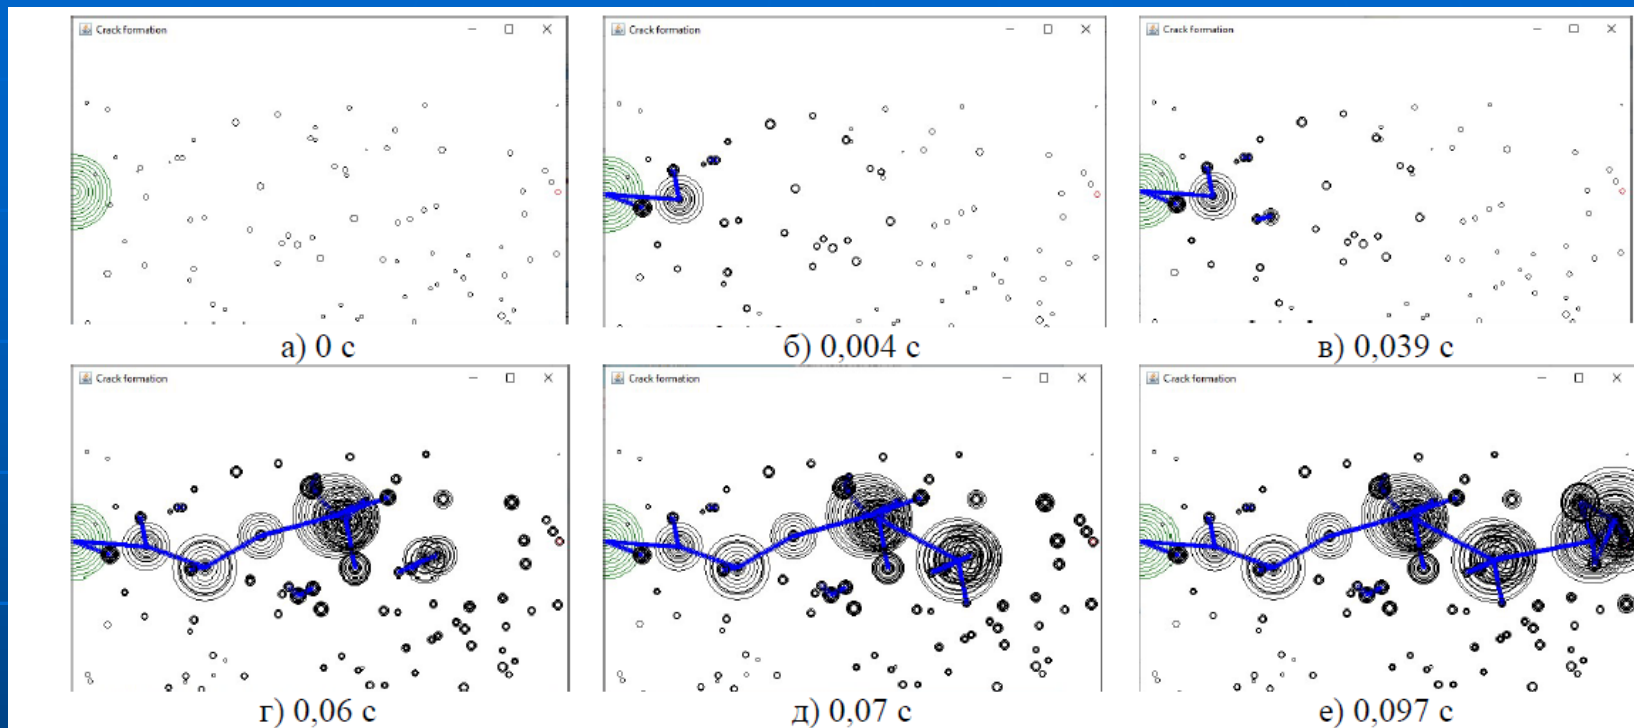 Crack formation
Crack formation
Crack formation
а) 0 с
б) 0,004 с
в) 0,039 с
Crack formation
Crack formation
Crack formation
г) 0,06 с
д) 0,07 с
е) 0,097 с